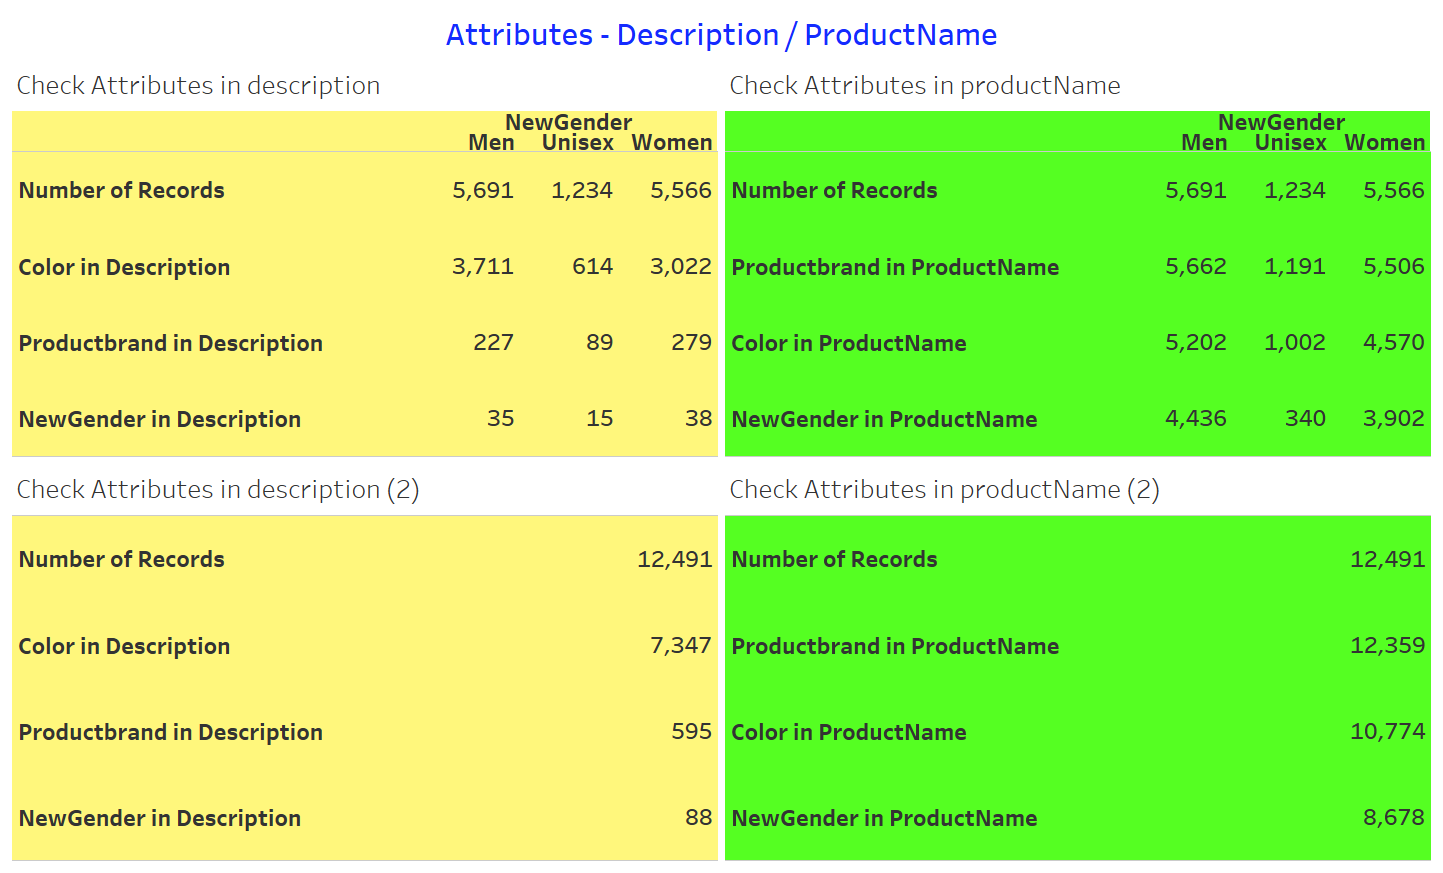 Attributes - Description / ProductName
Check Attributes in description
NewGender
Men Unisex Women
Number of Records 5,691 1,234 5,566
Color in Description 3,711 614 3,022
Productbrand in Description 227 89 279
NewGender in Description 35 15 38
Check Attributes in productName
NewGender
Men Unisex Women
Number of Records 5,691 1,234 5,566
Productbrand in ProductName 5,662 1,191 5,506
Color in ProductName 5,202 1,002 4,570
NewGender in ProductName 4,436 340 3,902
Check Attributes in description (2)
Number of Records 12,491
Color in Description 7,347
Productbrand in Description 595
NewGender in Description 88
Check Attributes in productName (2)
Number of Records 12,491
Productbrand in ProductName 12,359
Color in ProductName 10,774
NewGender in ProductName 8,678